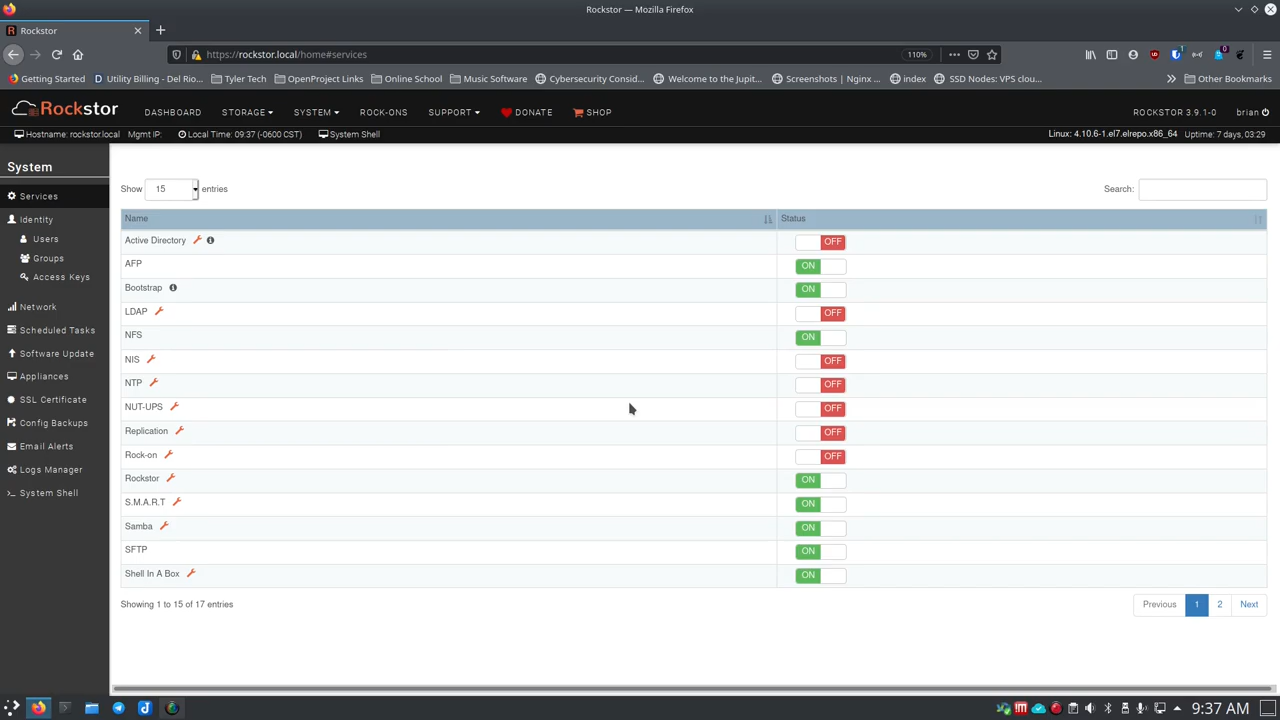 Rockstor — Mozilla Firefox
Rockstor
https://rockstor.local/home#services
110%
Getting Started
Utility Billing - Del Rio...
Tyler Tech
OpenProject Links
Online School
Music Software
Cybersecurity Consid...
Welcome to the Jupit...
Screenshots | Nginx ...
index
SSD Nodes: VPS clou...
Other Bookmarks
Rockstor
DASHBOARD
STORAGE
SYSTEM
ROCK-ONS
SUPPORT
DONATE
SHOP
ROCKSTOR 3.9.1-0
brian
Hostname: rockstor.local
Mgmt IP:
Local Time: 09:37 (-0600 CST)
System Shell
Linux: 4.10.6-1.el7.elrepo.x86_64
Uptime: 7 days, 03:29
System
Services
Identity
Users
Groups
Access Keys
Network
Scheduled Tasks
Software Update
Appliances
SSL Certificate
Config Backups
Email Alerts
Logs Manager
System Shell
Show 15 entries
Search:
Name Status
Active Directory OFF
AFP ON
Bootstrap ON
LDAP OFF
NFS ON
NIS OFF
NTP OFF
NUT-UPS OFF
Replication OFF
Rock-on OFF
Rockstor ON
S.M.A.R.T ON
Samba ON
SFTP ON
Shell In A Box ON
Showing 1 to 15 of 17 entries
Previous 1 2 Next
9:37 AM